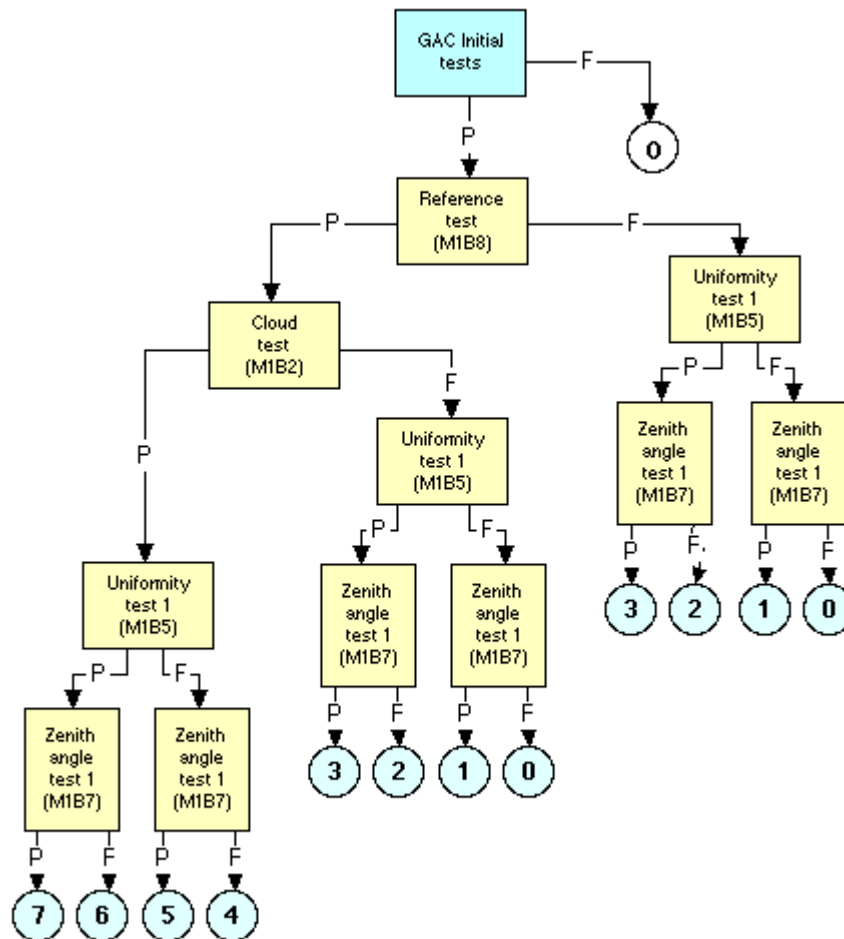 GAC Initial
tests
F
P
0
Reference
test
(M1B8)
P
F
Uniformity
test 1
(M1B5)
Cloud
test
(M1B2)
P
F
F
P
Zenith
angle
test 1
(M1B7)
Zenith
angle
test 1
(M1B7)
Uniformity
test 1
(M1B5)
P
P
F
P
F
P
F
3
2
1
0
Uniformity
test 1
(M1B5)
Zenith
angle
test 1
(M1B7)
Zenith
angle
test 1
(M1B7)
P
F
P
F
P
F
3
2
1
0
Zenith
angle
test 1
(M1B7)
Zenith
angle
test 1
(M1B7)
P
F
P
F
7
6
5
4